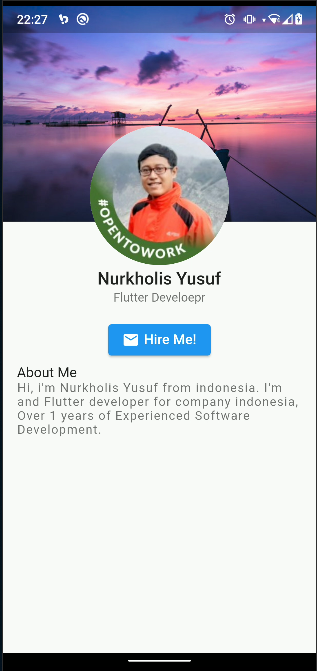 22:27
#OPENTOWORK
Nurkholis Yusuf
Flutter Develoepr
Hire Me!
About Me
Hi, i'm Nurkholis Yusuf from indonesia. I'm
and Flutter developer for company indonesia,
Over 1 years of Experienced Software
Development.